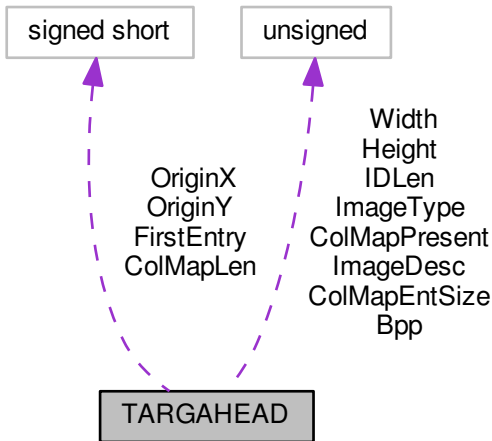 signed short
unsigned
OriginX
OriginY
FirstEntry
ColMapLen
Width
Height
IDLen
ImageType
ColMapPresent
ImageDesc
ColMapEntSize
Bpp
TARGAHEAD